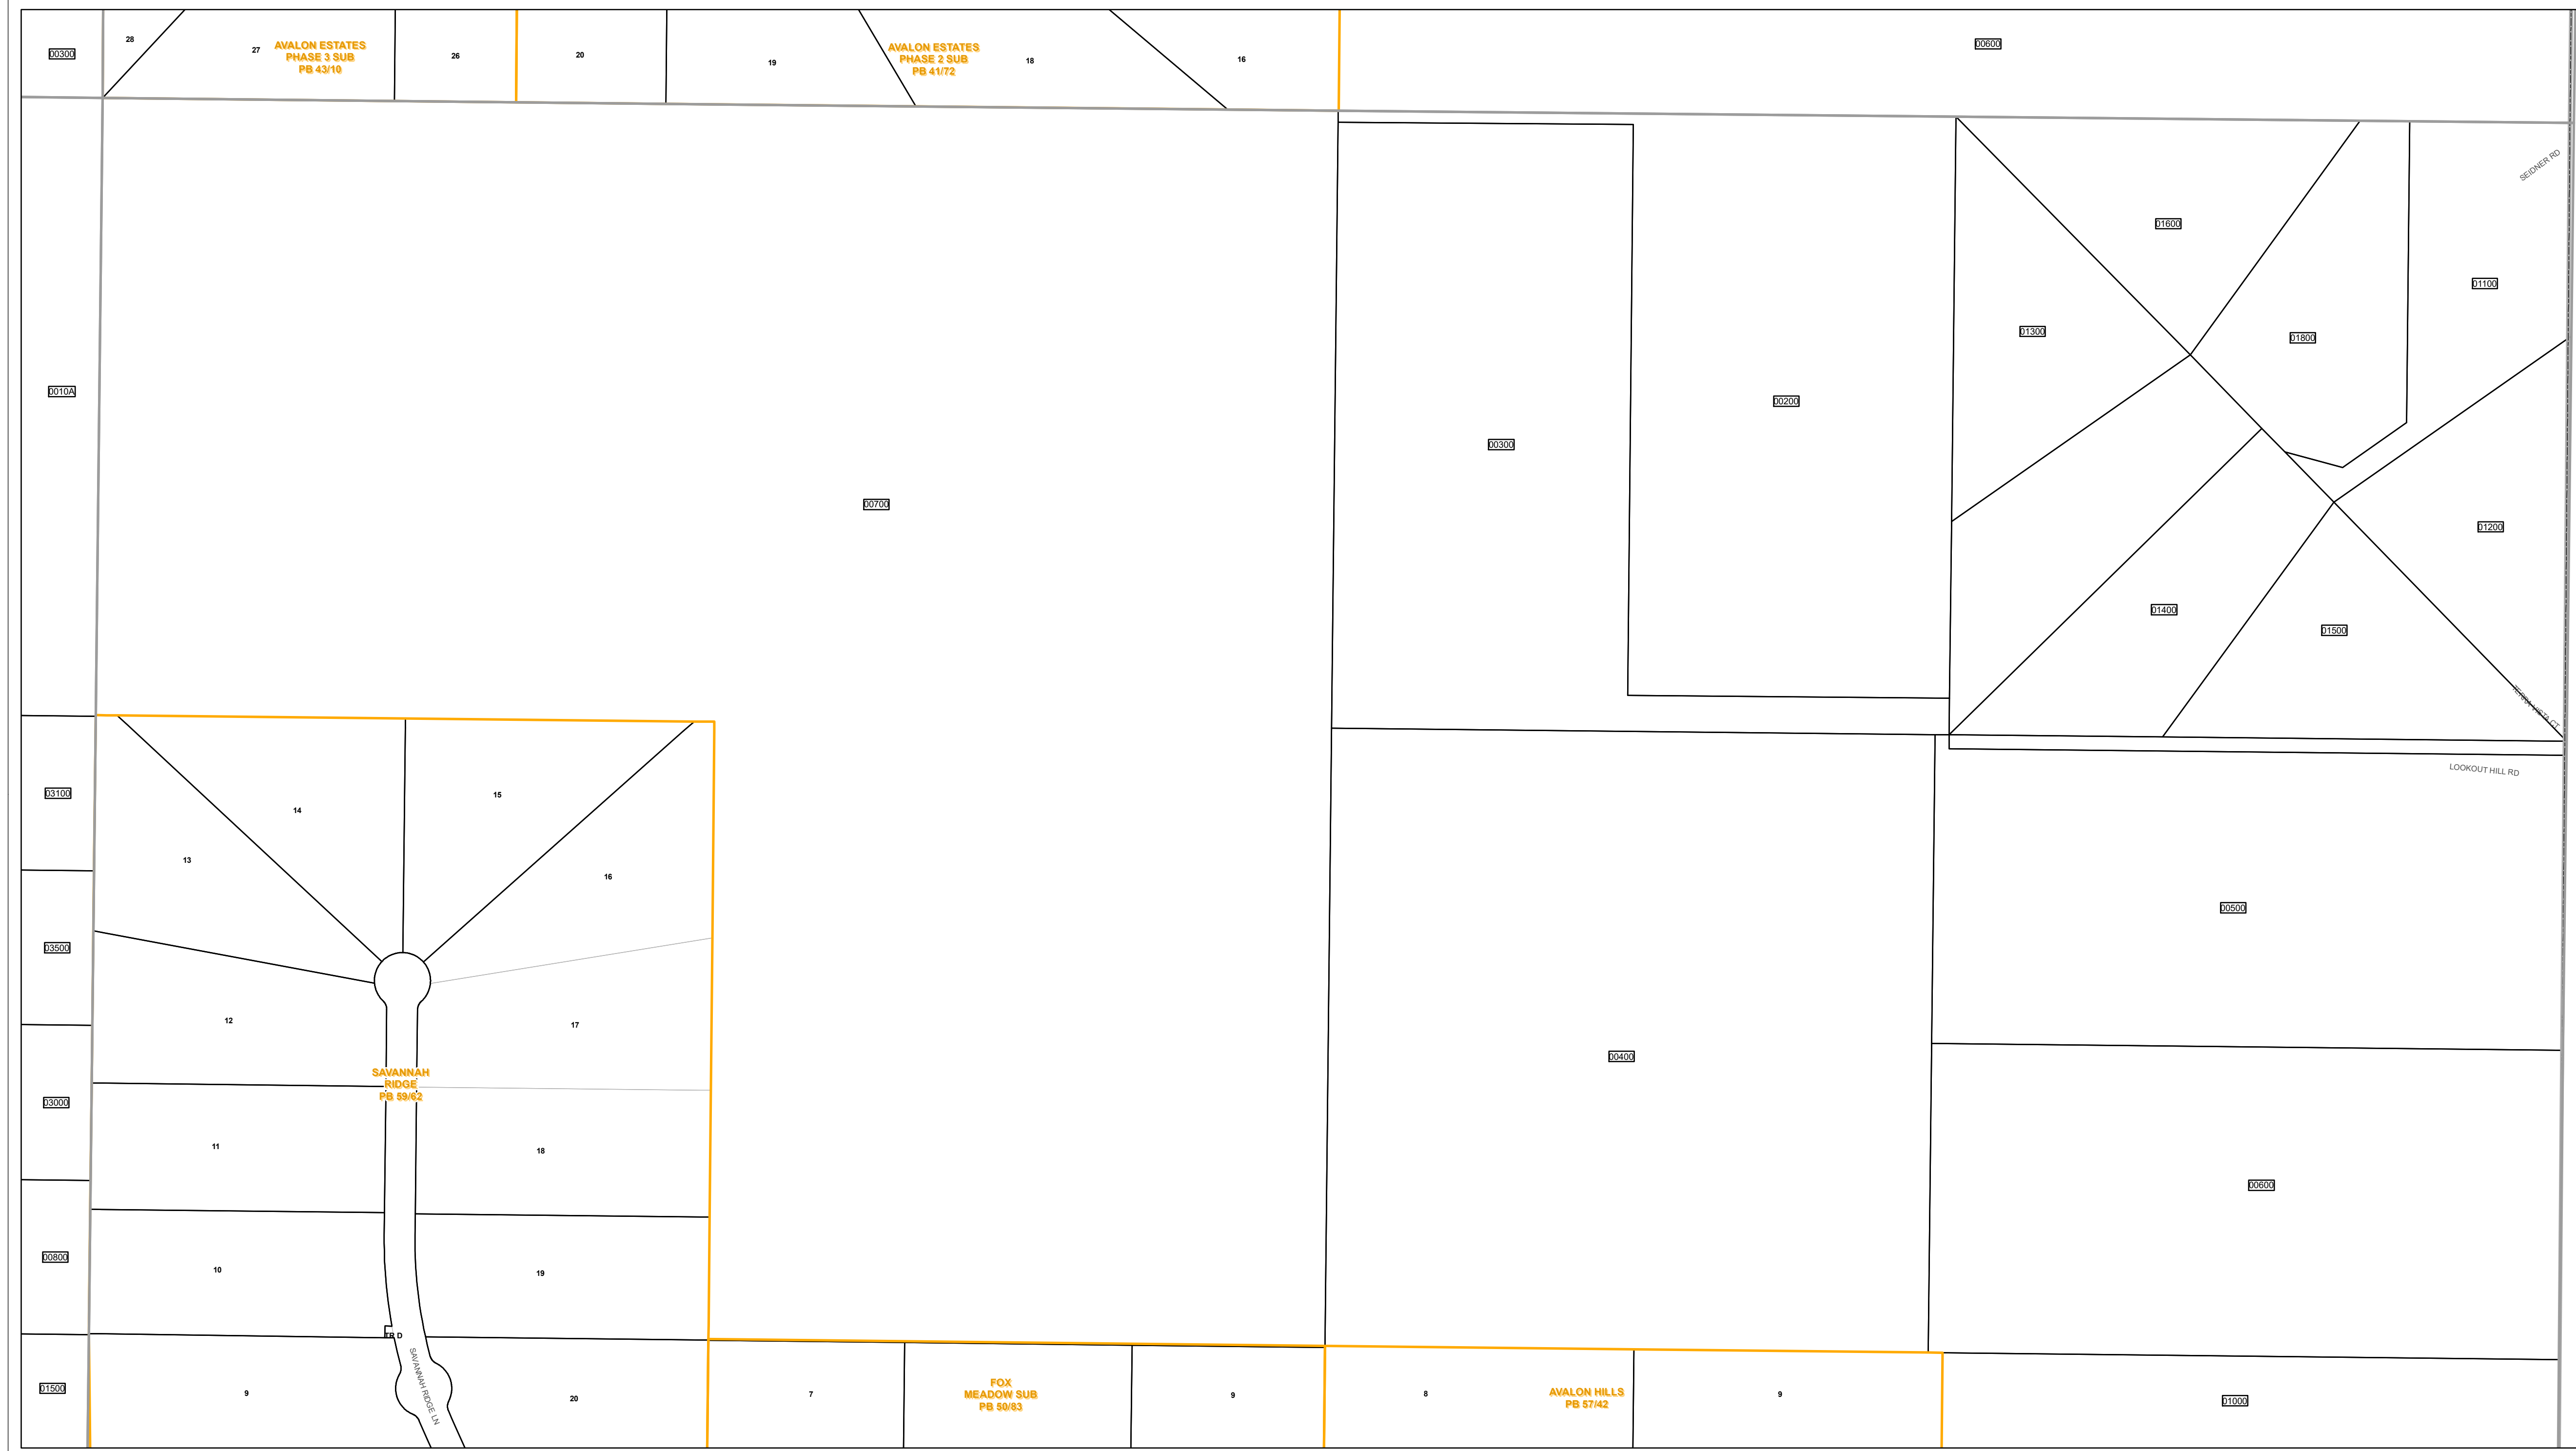 28
27
AVALON ESTATES
PHASE 3 SUB
PB 43/10
26
20
19
AVALON ESTATES
PHASE 2 SUB
PB 41/72
18
16
00600
00300
SEIDNER RD
01600
01100
01300
01800
0010A
00200
00300
00700
01200
01400
01500
TERRA VISTA CT
LOOKOUT HILL RD
03100
14
15
13
16
00500
03500
12
17
00400
SAVANNAH
RIDGE
PB 59/62
03000
11
18
00600
00800
10
19
TR D
SAVANNAH RIDGE LN
01500
9
20
7
FOX
MEADOW SUB
PB 50/83
9
8
AVALON HILLS
PB 57/42
9
01000